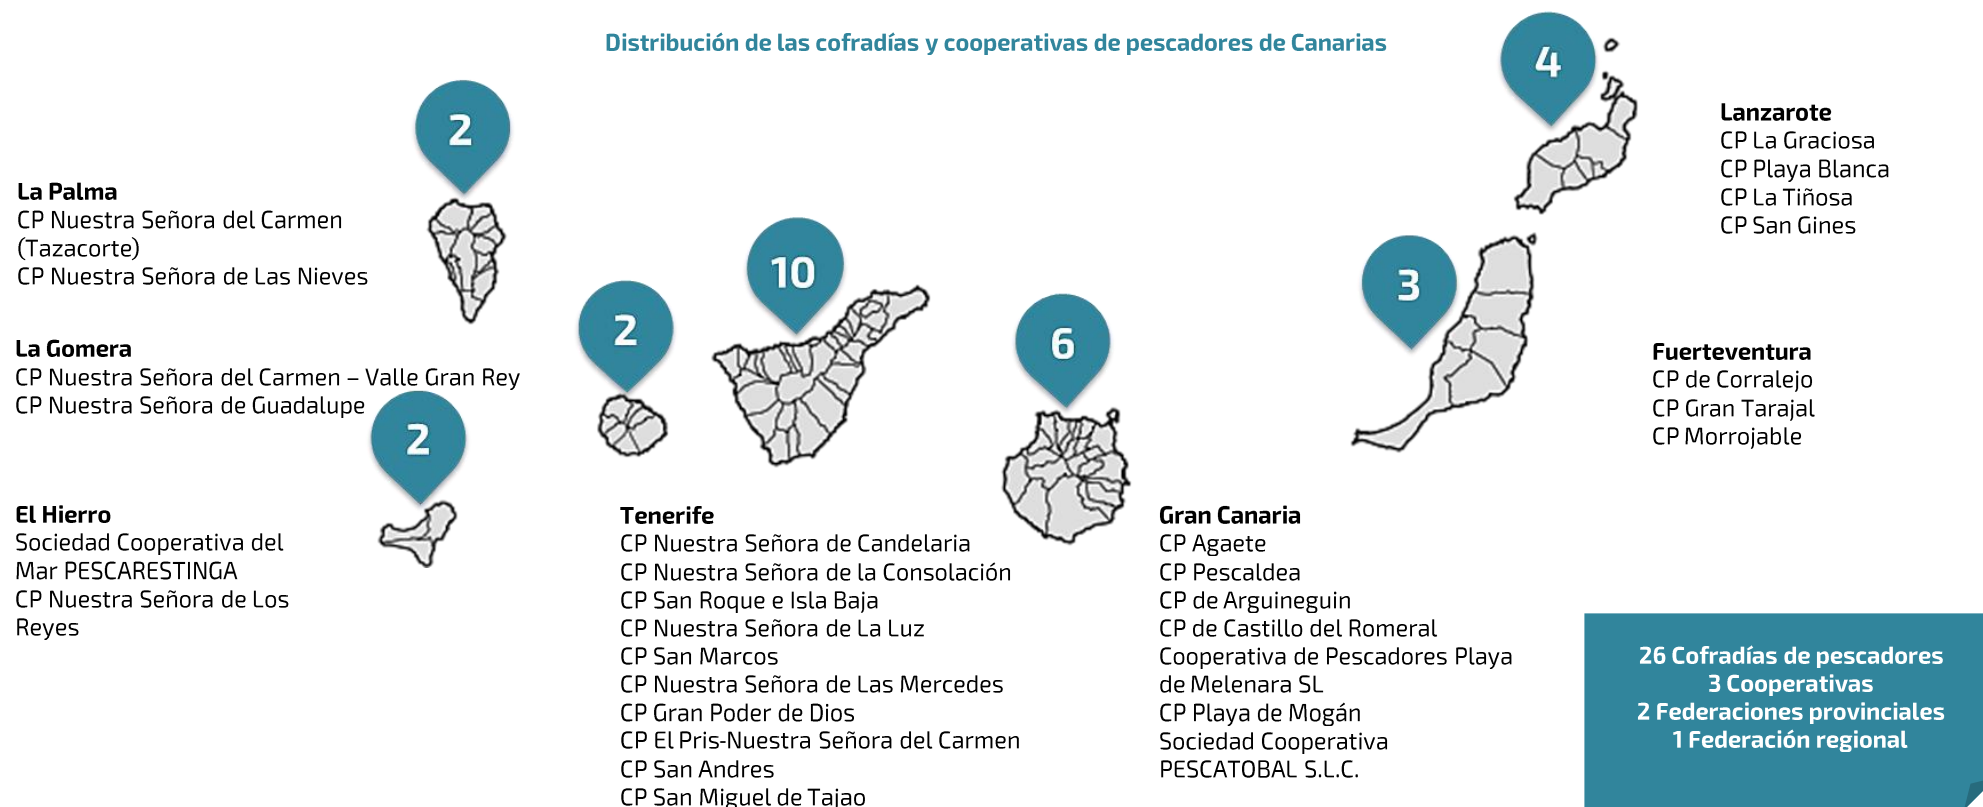 Distribución de las cofradías y cooperativas de pescadores de Canarias
2
La Palma
CP Nuestra Señora del Carmen
(Tazacorte)
CP Nuestra Señora de Las Nieves
2
La Gomera
CP Nuestra Señora del Carmen – Valle Gran Rey
CP Nuestra Señora de Guadalupe
2
El Hierro
Sociedad Cooperativa del
Mar PESCARESTINGA
CP Nuestra Señora de Los
Reyes
10
Tenerife
CP Nuestra Señora de Candelaria
CP Nuestra Señora de la Consolación
CP San Roque e Isla Baja
CP Nuestra Señora de La Luz
CP San Marcos
CP Nuestra Señora de Las Mercedes
CP Gran Poder de Dios
CP El Pris-Nuestra Señora del Carmen
CP San Andres
CP San Miguel de Tajao
6
Gran Canaria
CP Agaete
CP Pescaldea
CP de Arguineguin
CP de Castillo del Romeral
Cooperativa de Pescadores Playa
de Melenara SL
CP Playa de Mogán
Sociedad Cooperativa
PESCATOBAL S.L.C.
4
Lanzarote
CP La Graciosa
CP Playa Blanca
CP La Tiñosa
CP San Gines
3
Fuerteventura
CP de Corralejo
CP Gran Tarajal
CP Morrojable
26 Cofradías de pescadores
3 Cooperativas
2 Federaciones provinciales
1 Federación regional